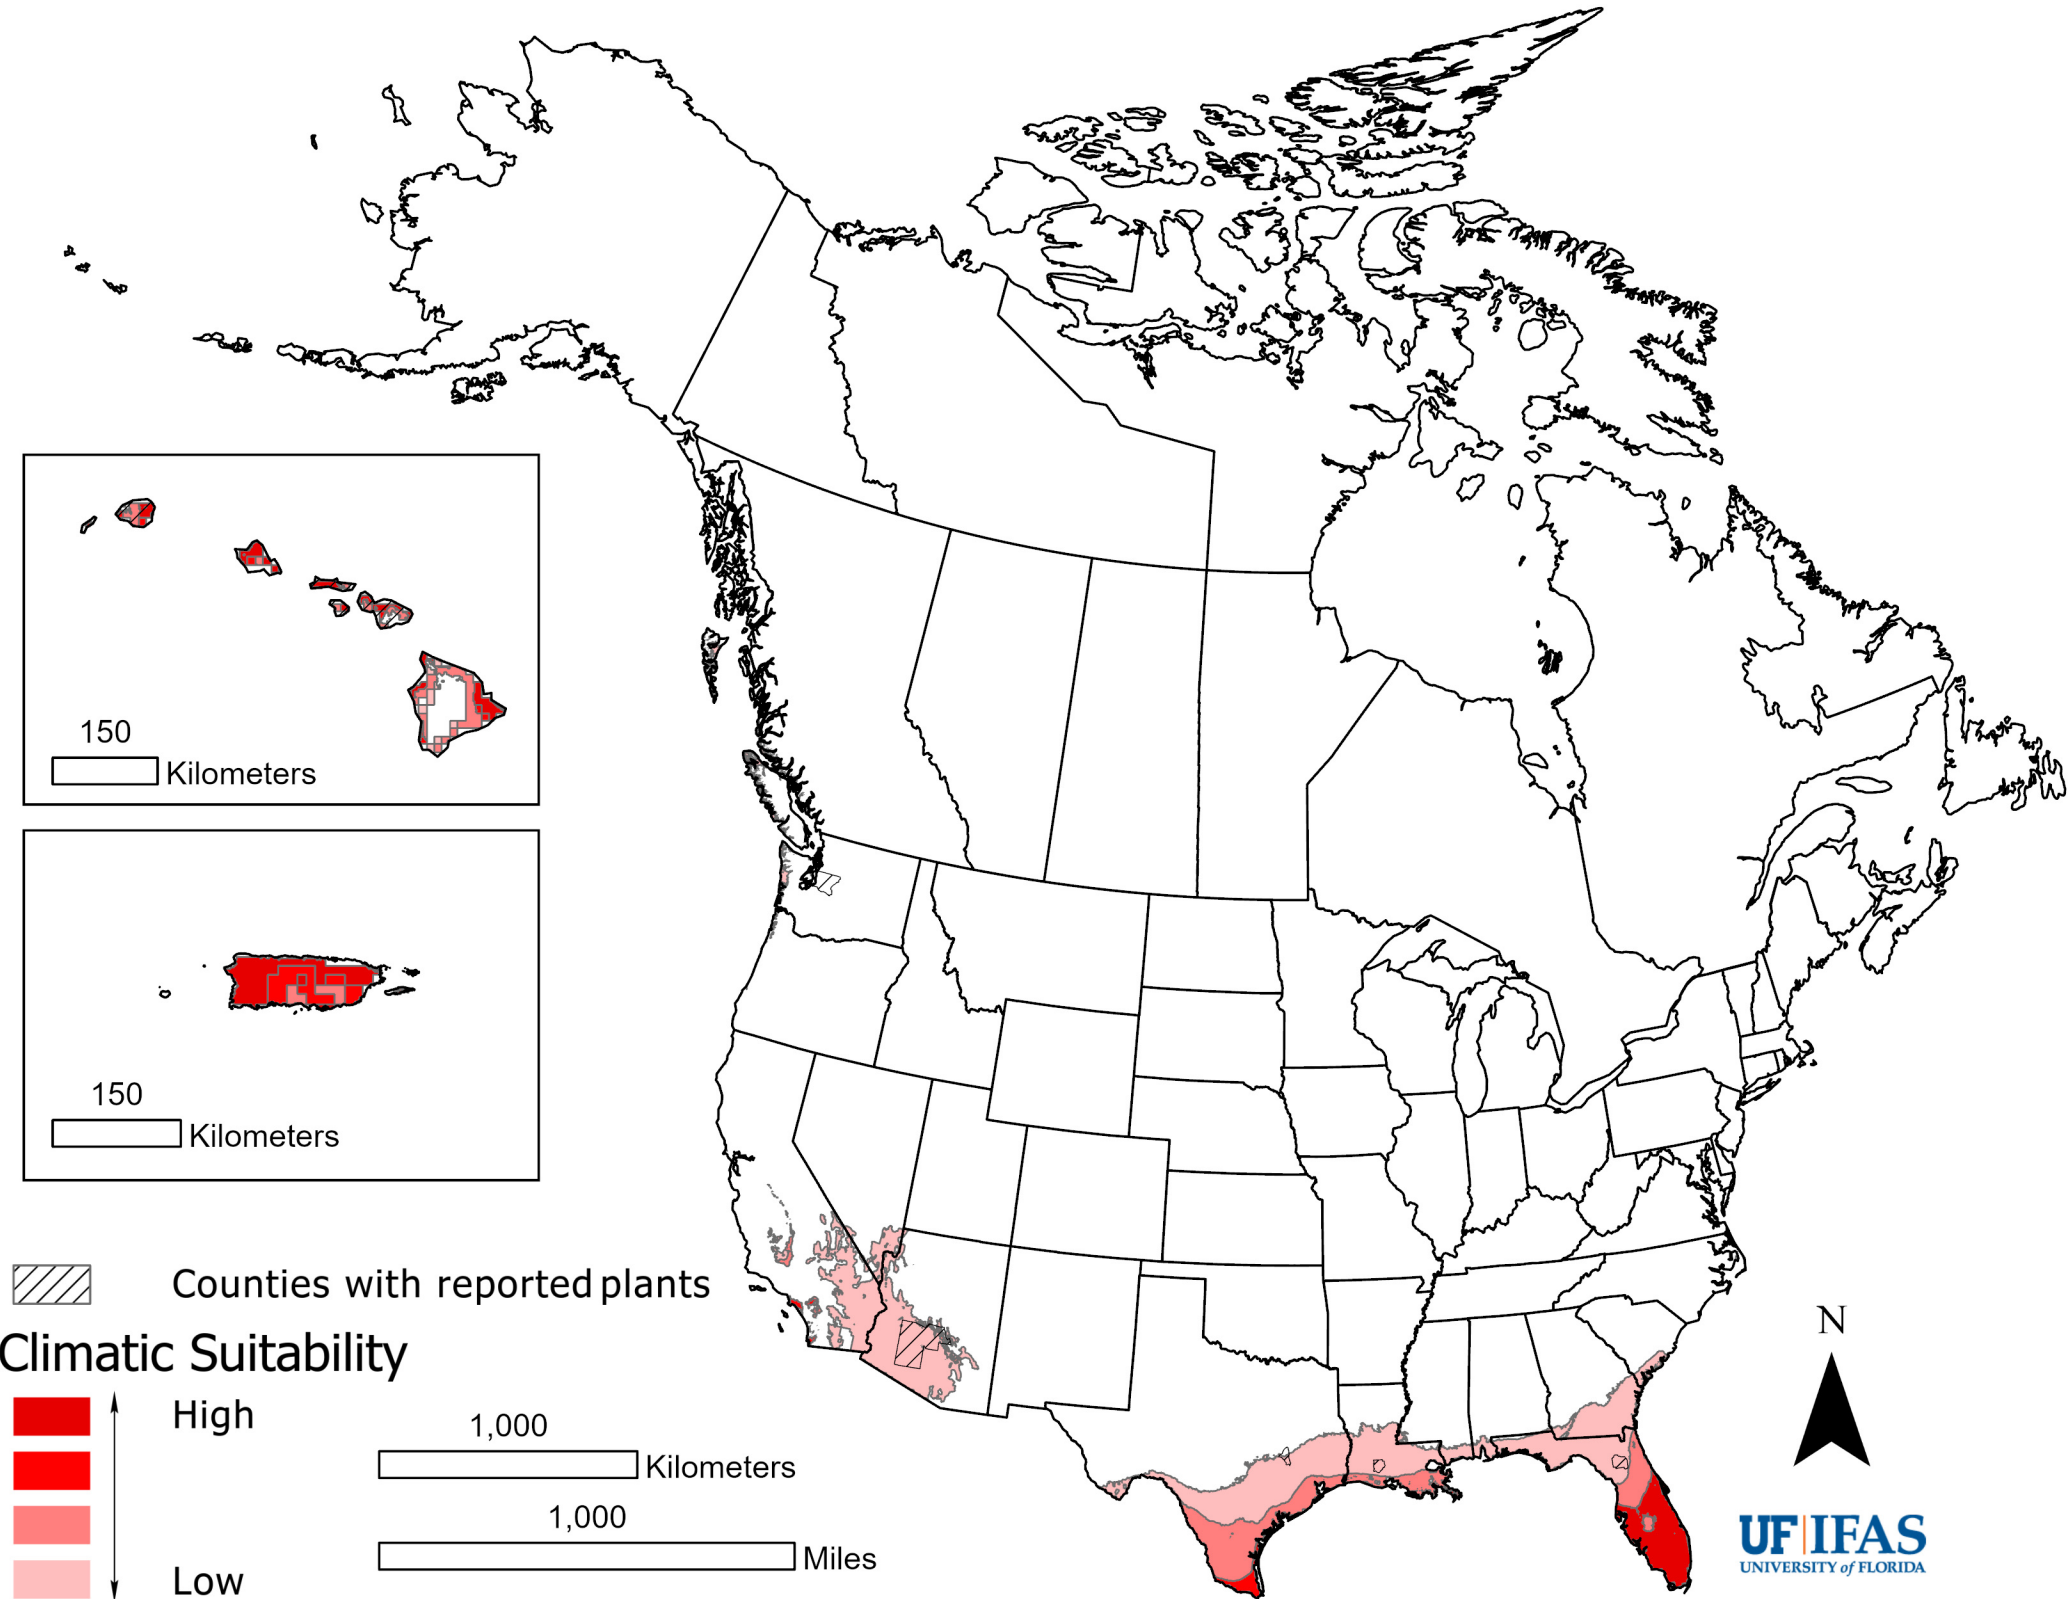 150
Kilometers
150
Kilometers
Counties with reported plants
Climatic Suitability
High
Low
1,000
Kilometers
1,000
Miles
N
UF|IFAS
UNIVERSITY of FLORIDA